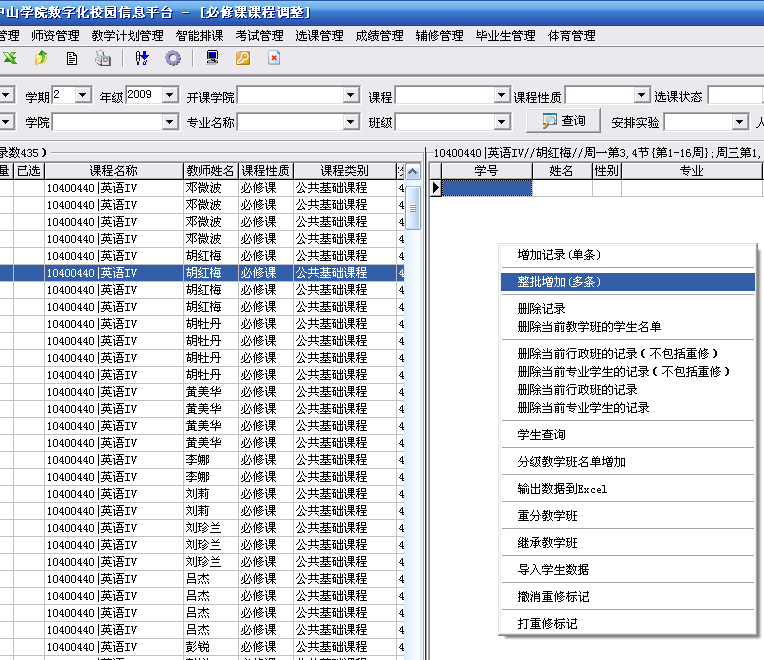 中山学院数字化校园信息平台 - [必修课课程调整]
管理 师资管理 教学计划管理 智能排课 考试管理 选课管理 成绩管理 辅修管理 毕业生管理 体育管理
学期 2 年级 2009 开课学院 课程 课程性质 选课状态
学院 专业名称 班级 查询 安排实验 人
录数435)
量 已选 课程名称 教师姓名 课程性质 课程类别
10400440|英语IV 邓微波 必修课 公共基础课程 4
10400440|英语IV 邓微波 必修课 公共基础课程 4
10400440|英语IV 邓微波 必修课 公共基础课程 4
10400440|英语IV 邓微波 必修课 公共基础课程 4
10400440|英语IV 胡红梅 必修课 公共基础课程 4
10400440|英语IV 胡红梅 必修课 公共基础课程 4
10400440|英语IV 胡红梅 必修课 公共基础课程 4
10400440|英语IV 胡红梅 必修课 公共基础课程 4
10400440|英语IV 胡牡丹 必修课 公共基础课程 4
10400440|英语IV 胡牡丹 必修课 公共基础课程 4
10400440|英语IV 胡牡丹 必修课 公共基础课程 4
10400440|英语IV 胡牡丹 必修课 公共基础课程 4
10400440|英语IV 黄美华 必修课 公共基础课程 4
10400440|英语IV 黄美华 必修课 公共基础课程 4
10400440|英语IV 黄美华 必修课 公共基础课程 4
10400440|英语IV 黄美华 必修课 公共基础课程 4
10400440|英语IV 李娜 必修课 公共基础课程 4
10400440|英语IV 李娜 必修课 公共基础课程 4
10400440|英语IV 刘莉 必修课 公共基础课程 4
10400440|英语IV 刘莉 必修课 公共基础课程 4
10400440|英语IV 刘珍兰 必修课 公共基础课程 4
10400440|英语IV 刘珍兰 必修课 公共基础课程 4
10400440|英语IV 刘珍兰 必修课 公共基础课程 4
10400440|英语IV 吕杰 必修课 公共基础课程 4
10400440|英语IV 吕杰 必修课 公共基础课程 4
10400440|英语IV 吕杰 必修课 公共基础课程 4
10400440|英语IV 吕杰 必修课 公共基础课程 4
10400440|英语IV 彭锐 必修课 公共基础课程 4
10400440|英语IV//胡红梅//周一第3,4节{第1-16周};周三第1,
学号 姓名 性别 专业
增加记录(单条)
整批增加(多条)
删除记录
删除当前教学班的学生名单
删除当前行政班的记录(不包括重修)
删除当前专业学生的记录(不包括重修)
删除当前行政班的记录
删除当前专业学生的记录
学生查询
分级教学班名单增加
输出数据到Excel
重分教学班
继承教学班
导入学生数据
撤消重修标记
打重修标记